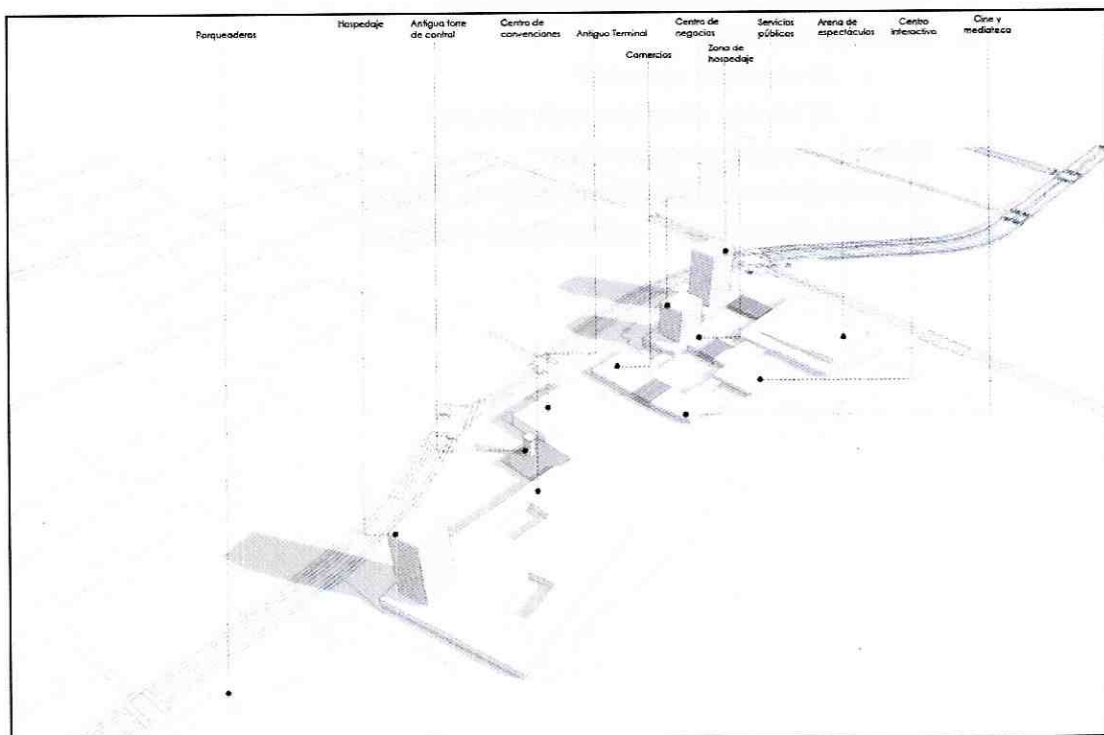 Parqueaderos
Hospedaje
Antigua torre
de control
Centro de
convenciones
Antigua Terminal
Comercios
Centro de
negocios
Zona de
hospedaje
Servicios
públicos
Arena de
espectáculos
Centro
interactivo
Cine y
mediateca